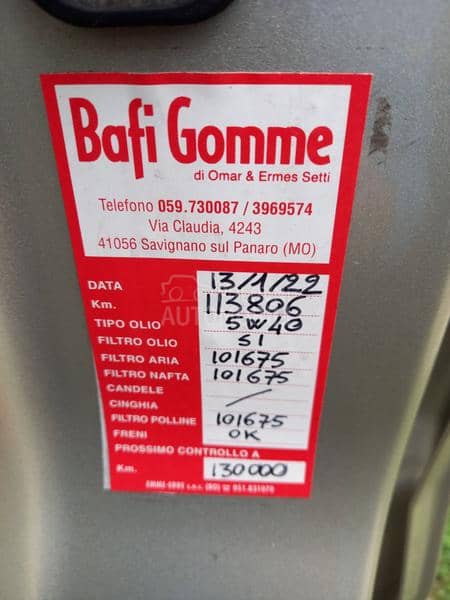 Bafi Gomme
di Omar & Ermes Setti
Telefono 059.730087 / 3969574
Via Claudia, 4243
41056 Savignano sul Panaro (MO)
DATA 13/1/22
Km. 113806
TIPO OLIO 5W40
FILTRO OLIO SI
FILTRO ARIA 101675
FILTRO NAFTA 101675
CANDELE /
CINGHIA
FILTRO POLLINE 101675
FRENI OK
PROSSIMO CONTROLLO A
Km. 130000